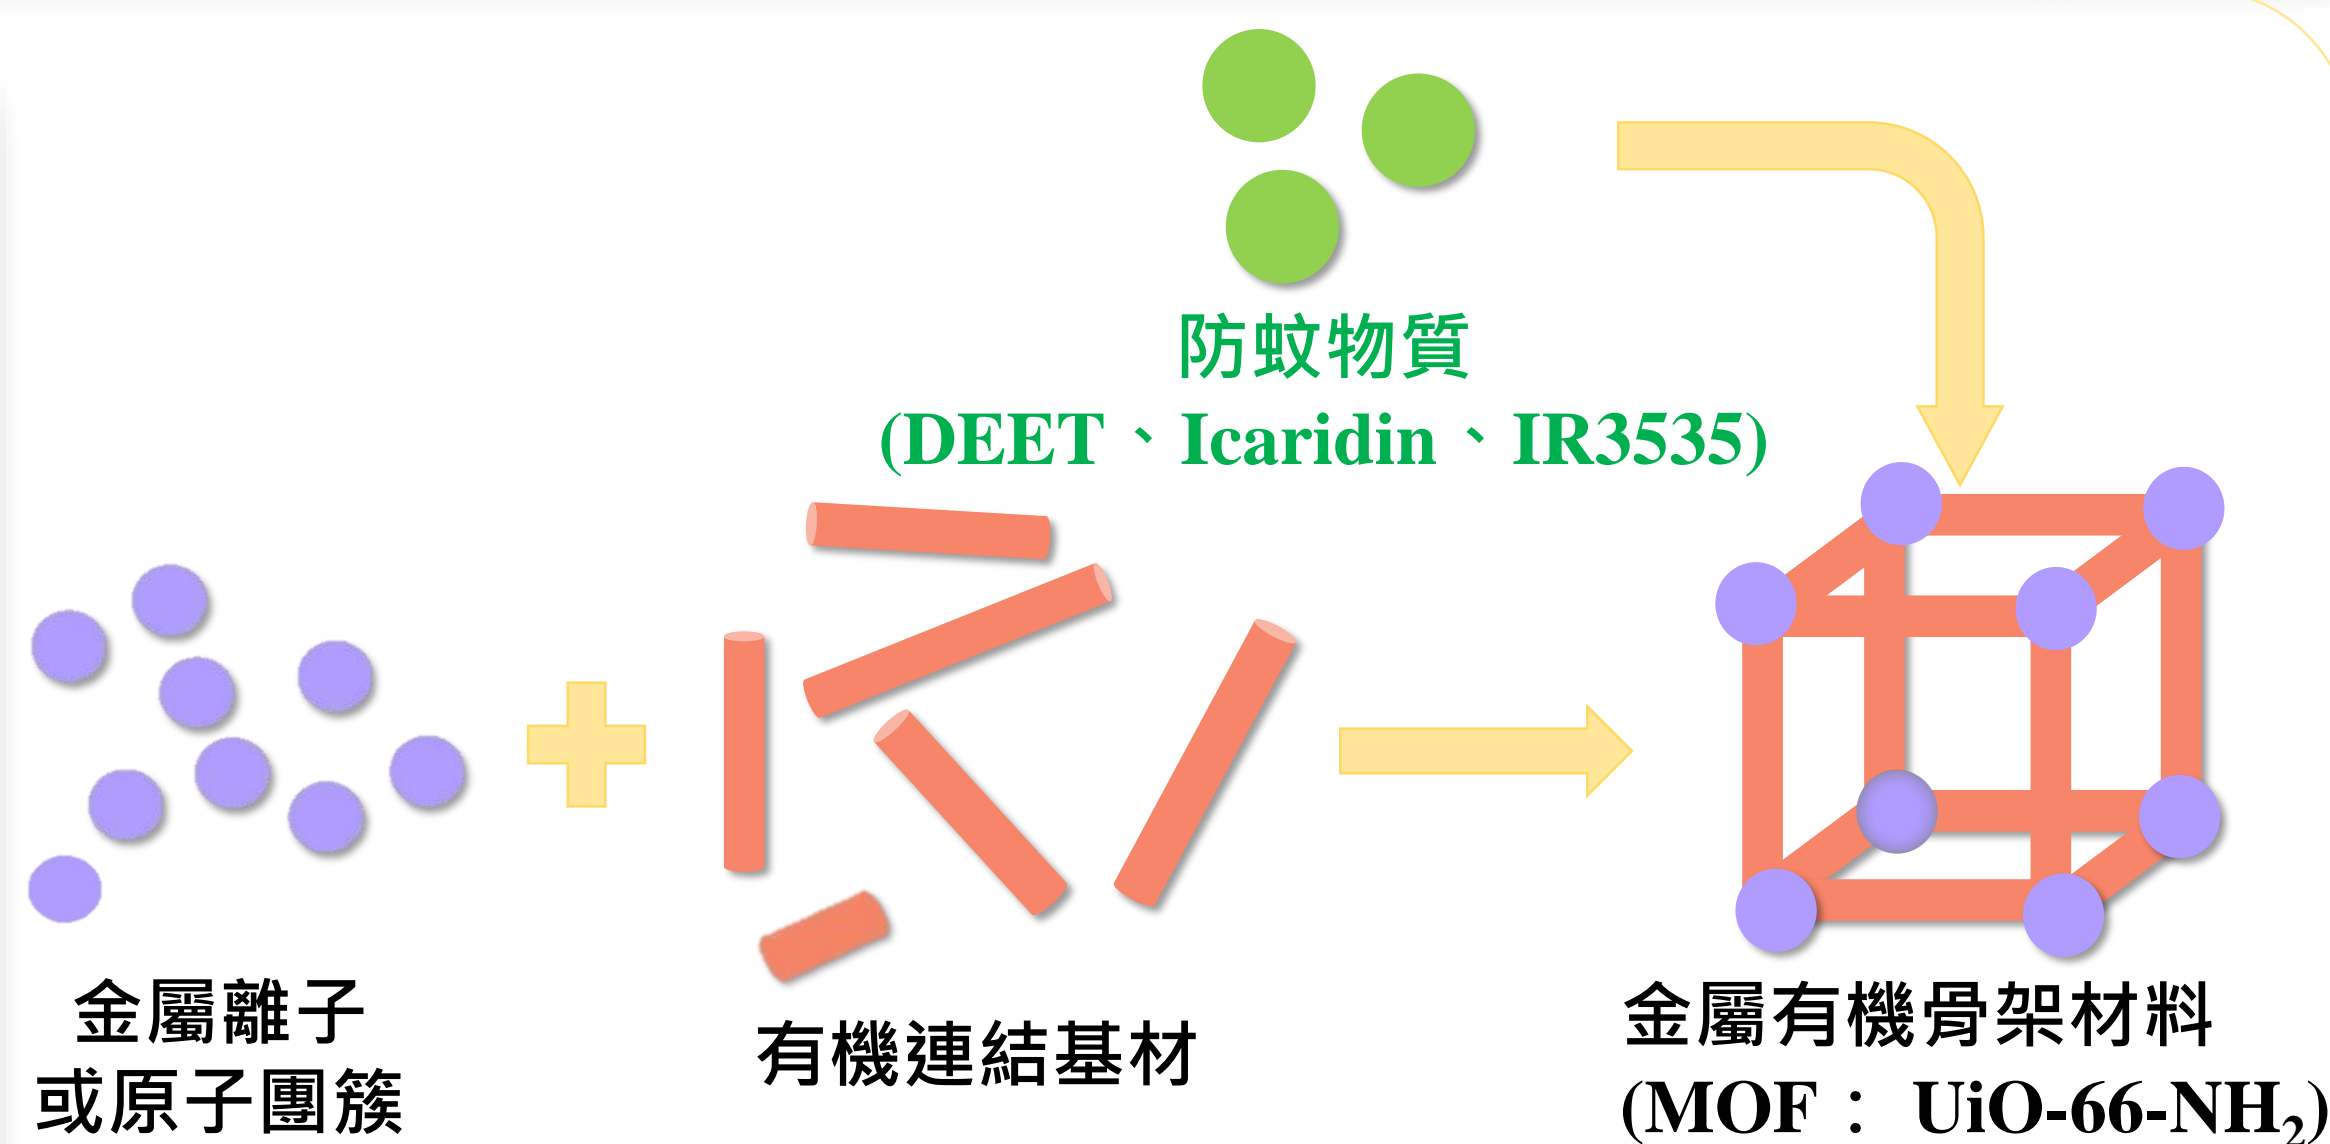 防蚊物質
(DEET、Icaridin、IR3535)
金屬離子
或原子團簇
有機連結基材
金屬有機骨架材料
(MOF： UiO-66-NH₂)